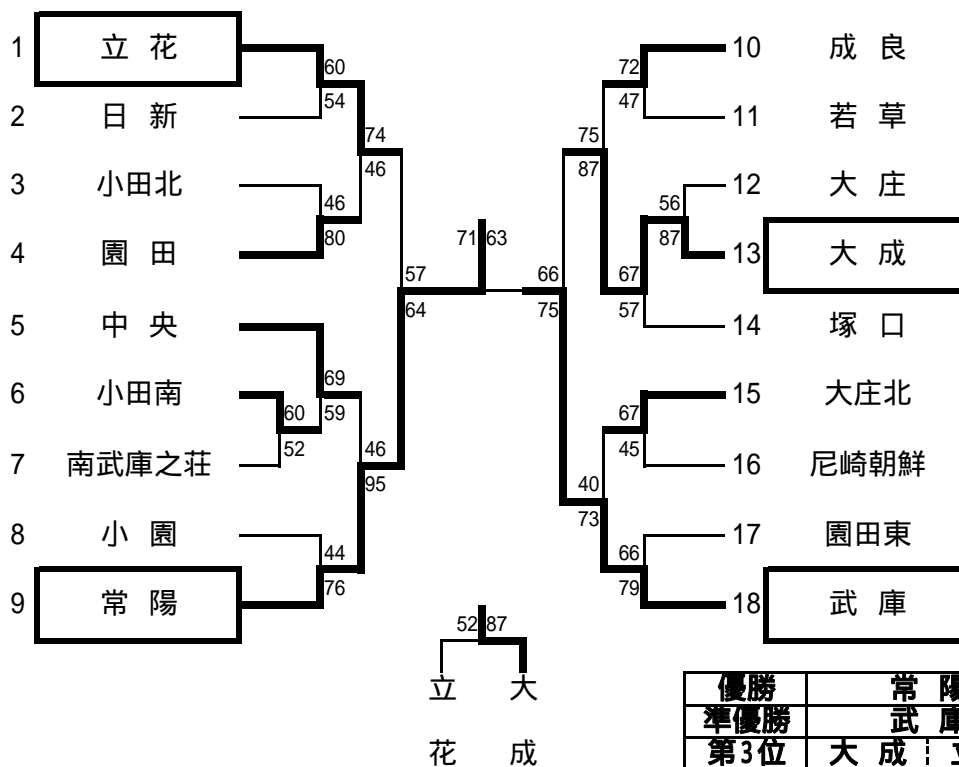 1 立花
2 日新
3 小田北
4 園田
5 中央
6 小田南
7 南武庫之荘
8 小園
9 常陽
60
54
46
80
60
52
69
59
44
76
74
46
46
95
57
64
71 63
66
75
75
87
40
73
72
47
56
87
67
57
67
45
66
79
10 成良
11 若草
12 大庄
13 大成
14 塚口
15 大庄北
16 尼崎朝鮮
17 園田東
18 武庫
52 87
立花
大成
優勝 常陽
準優勝 武庫
第3位 大成 立